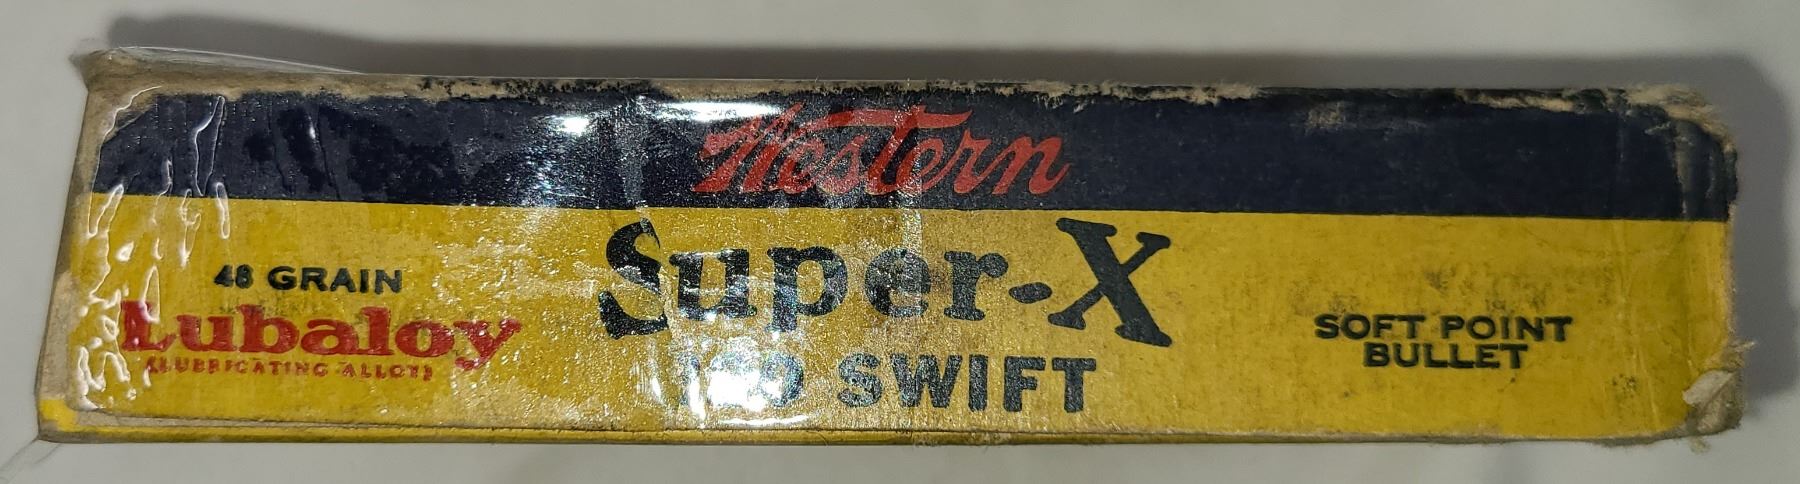 Western
Super-X
SWIFT
48 GRAIN
Lubaloy
(LUBRICATING ALLOY)
SOFT POINT
BULLET